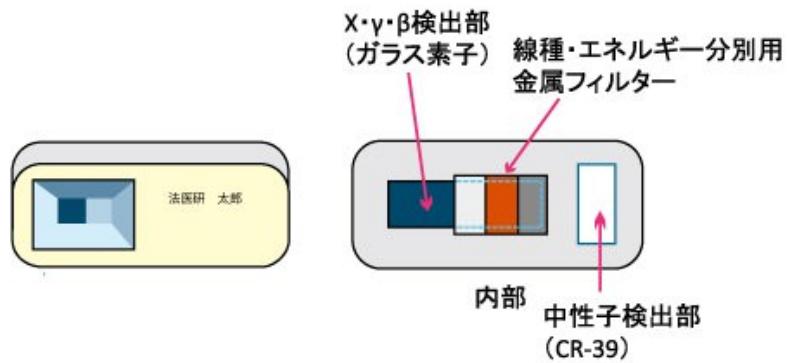 X・γ・β検出部
（ガラス素子）
線種・エネルギー分別用
金属フィルター
法医研　太郎
内部
中性子検出部
（CR-39）